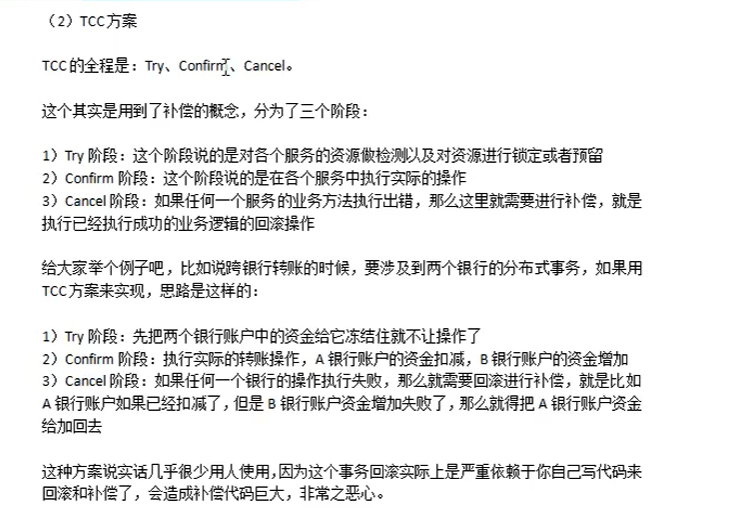 （2）TCC方案
TCC的全程是：Try、Confirm、Cancel。
这个其实是用到了补偿的概念，分为了三个阶段：
1）Try 阶段：这个阶段说的是对各个服务的资源做检测以及对资源进行锁定或者预留
2）Confirm 阶段：这个阶段说的是在各个服务中执行实际的操作
3）Cancel 阶段：如果任何一个服务的业务方法执行出错，那么这里就需要进行补偿，就是
执行已经执行成功的业务逻辑的回滚操作
给大家举个例子吧，比如说跨银行转账的时候，要涉及到两个银行的分布式事务，如果用
TCC方案来实现，思路是这样的：
1）Try 阶段：先把两个银行账户中的资金给它冻结住就不让操作了
2）Confirm 阶段：执行实际的转账操作，A 银行账户的资金扣减，B 银行账户的资金增加
3）Cancel 阶段：如果任何一个银行的操作执行失败，那么就需要回滚进行补偿，就是比如
A 银行账户如果已经扣减了，但是 B 银行账户资金增加失败了，那么就得把 A 银行账户资金
给加回去
这种方案说实话几乎很少用人使用，因为这个事务回滚实际上是严重依赖于你自己写代码来
回滚和补偿了，会造成补偿代码巨大，非常之恶心。